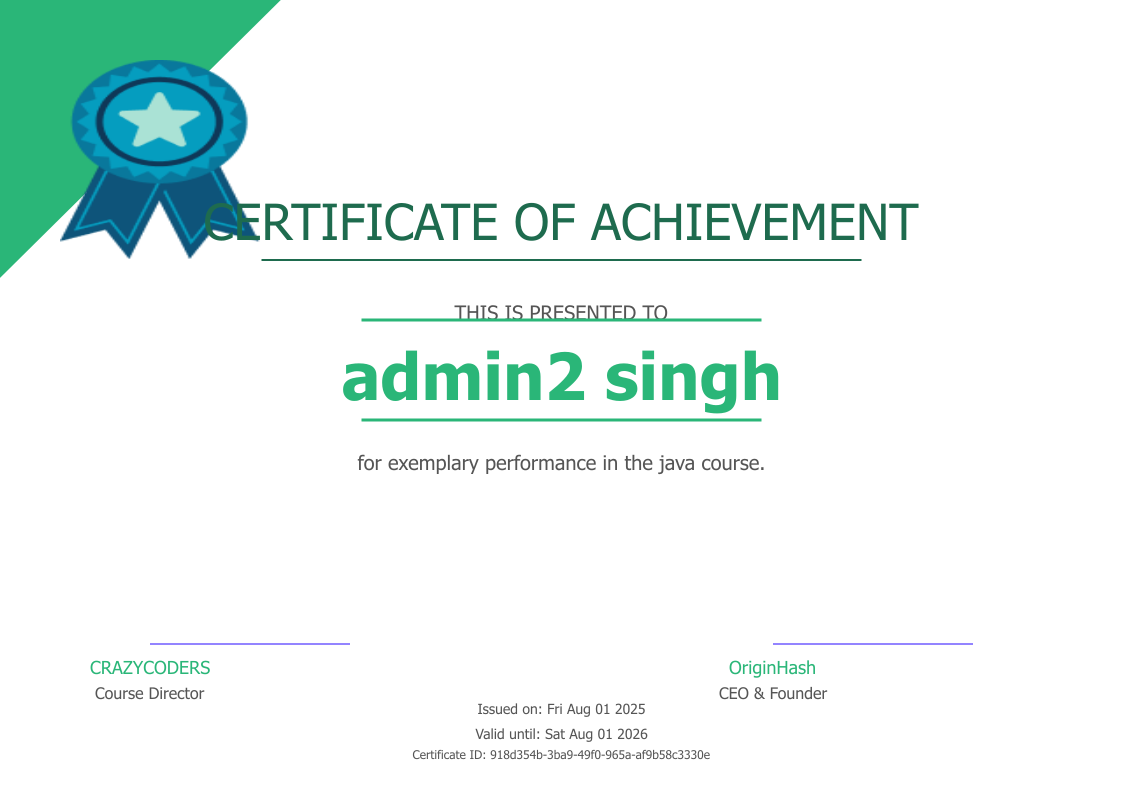 CERTIFICATE OF ACHIEVEMENT
THIS IS PRESENTED TO
admin2 singh
for exemplary performance in the java course.
CRAZYCODERS
Course Director
OriginHash
CEO & Founder
Issued on: Fri Aug 01 2025
Valid until: Sat Aug 01 2026
Certificate ID: 918d354b-3ba9-49f0-965a-af9b58c3330e